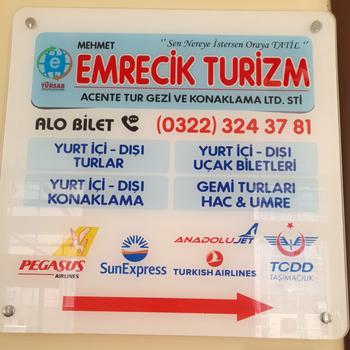 MEHMET
" Sen Nereye İstersen Oraya TATİL "
TÜRSAB
EMRECİK TURİZM
ACENTE TUR GEZİ VE KONAKLAMA LTD. STİ
ALO BİLET (0322) 324 37 81
YURT İÇİ - DIŞI
TURLAR
YURT İÇİ - DIŞI
UÇAK BİLETLERİ
YURT İÇİ - DIŞI
KONAKLAMA
GEMİ TURLARI
HAC & UMRE
PEGASUS
AIRLINES
SunExpress
ANADOLUJET
TURKISH AIRLINES
TCDD
TAŞIMACILIK